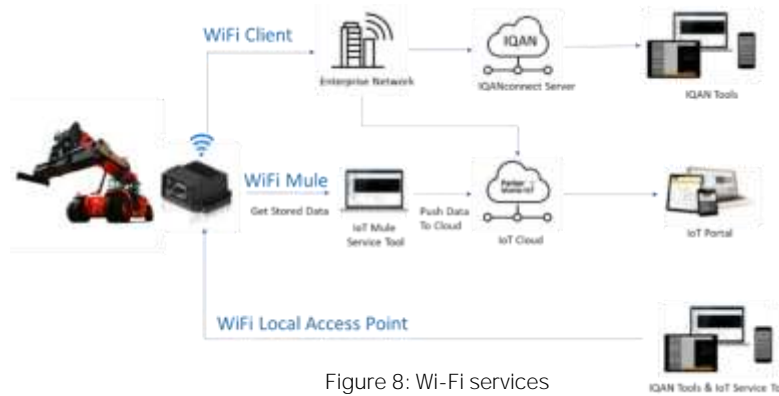 WiFi Client
IQAN
Enterprise Network
IQANconnect Server
IQAN Tools
WiFi Mule
Get Stored Data
Push Data
To Cloud
IoT Mule
Service Tool
IoT Cloud
IoT Portal
WiFi Local Access Point
Figure 8: Wi-Fi services
IQAN Tools & IoT Service To